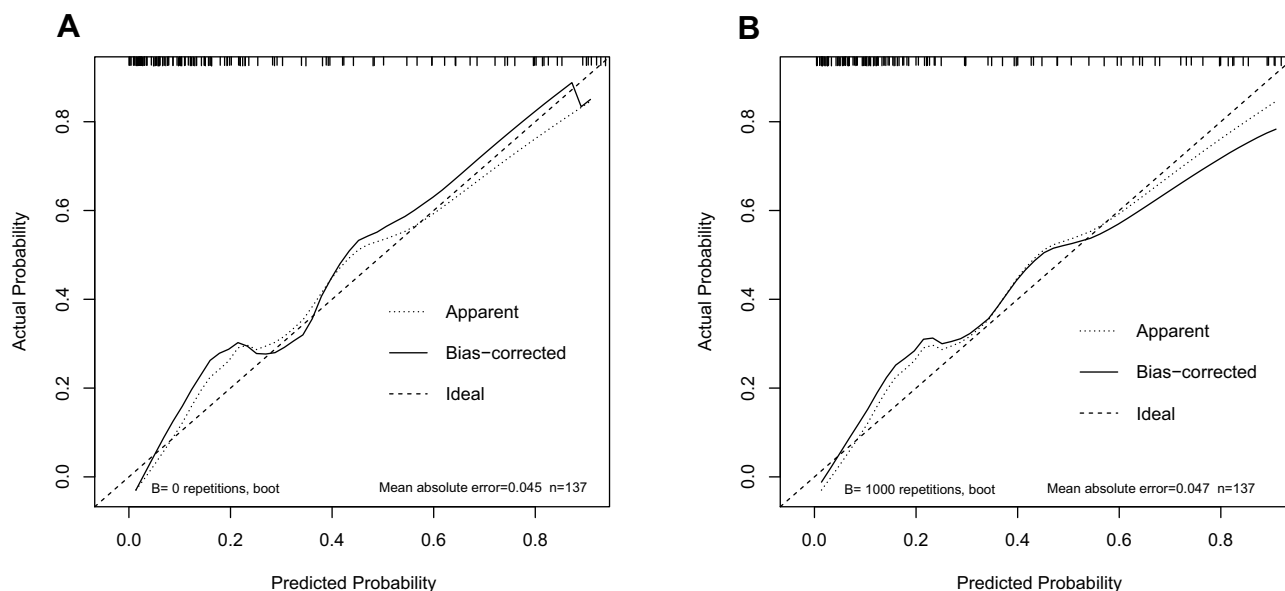 A
Actual Probability
0.8
0.6
0.4
0.2
0.0
Apparent
Bias−corrected
Ideal
B= 0 repetitions, boot
Mean absolute error=0.045 n=137
0.0 0.2 0.4 0.6 0.8
Predicted Probability
B
Actual Probability
0.8
0.6
0.4
0.2
0.0
Apparent
Bias−corrected
Ideal
B= 1000 repetitions, boot
Mean absolute error=0.047 n=137
0.0 0.2 0.4 0.6 0.8
Predicted Probability